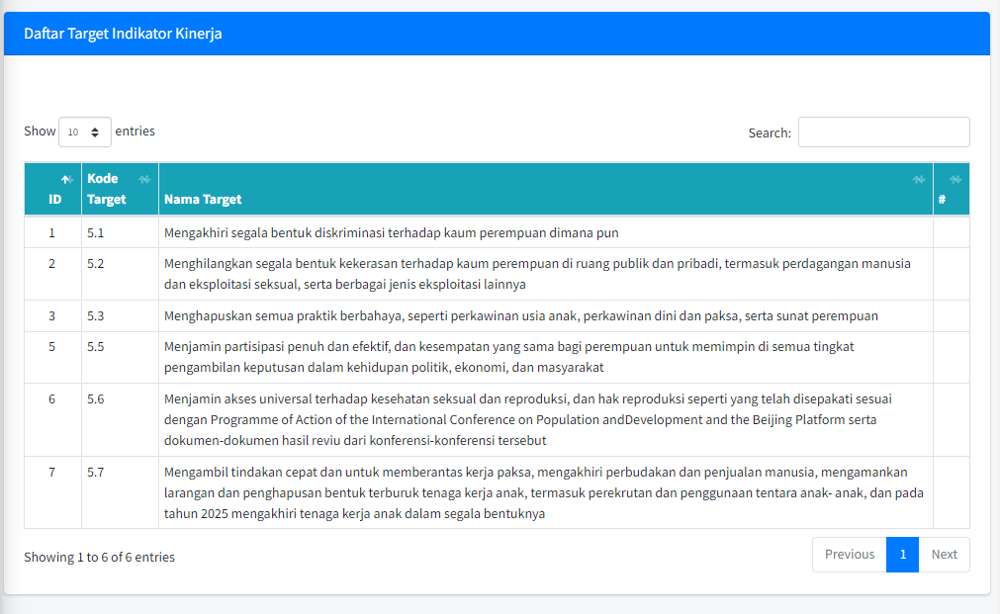 Daftar Target Indikator Kinerja
Show 10 entries
Search:
ID Kode Target Nama Target #
1 5.1 Mengakhiri segala bentuk diskriminasi terhadap kaum perempuan dimana pun
2 5.2 Menghilangkan segala bentuk kekerasan terhadap kaum perempuan di ruang publik dan pribadi, termasuk perdagangan manusia
dan eksploitasi seksual, serta berbagai jenis eksploitasi lainnya
3 5.3 Menghapuskan semua praktik berbahaya, seperti perkawinan usia anak, perkawinan dini dan paksa, serta sunat perempuan
5 5.5 Menjamin partisipasi penuh dan efektif, dan kesempatan yang sama bagi perempuan untuk memimpin di semua tingkat
pengambilan keputusan dalam kehidupan politik, ekonomi, dan masyarakat
6 5.6 Menjamin akses universal terhadap kesehatan seksual dan reproduksi, dan hak reproduksi seperti yang telah disepakati sesuai
dengan Programme of Action of the International Conference on Population andDevelopment and the Beijing Platform serta
dokumen-dokumen hasil reviu dari konferensi-konferensi tersebut
7 5.7 Mengambil tindakan cepat dan untuk memberantas kerja paksa, mengakhiri perbudakan dan penjualan manusia, mengamankan
larangan dan penghapusan bentuk terburuk tenaga kerja anak, termasuk perekrutan dan penggunaan tentara anak- anak, dan pada
tahun 2025 mengakhiri tenaga kerja anak dalam segala bentuknya
Showing 1 to 6 of 6 entries
Previous 1 Next